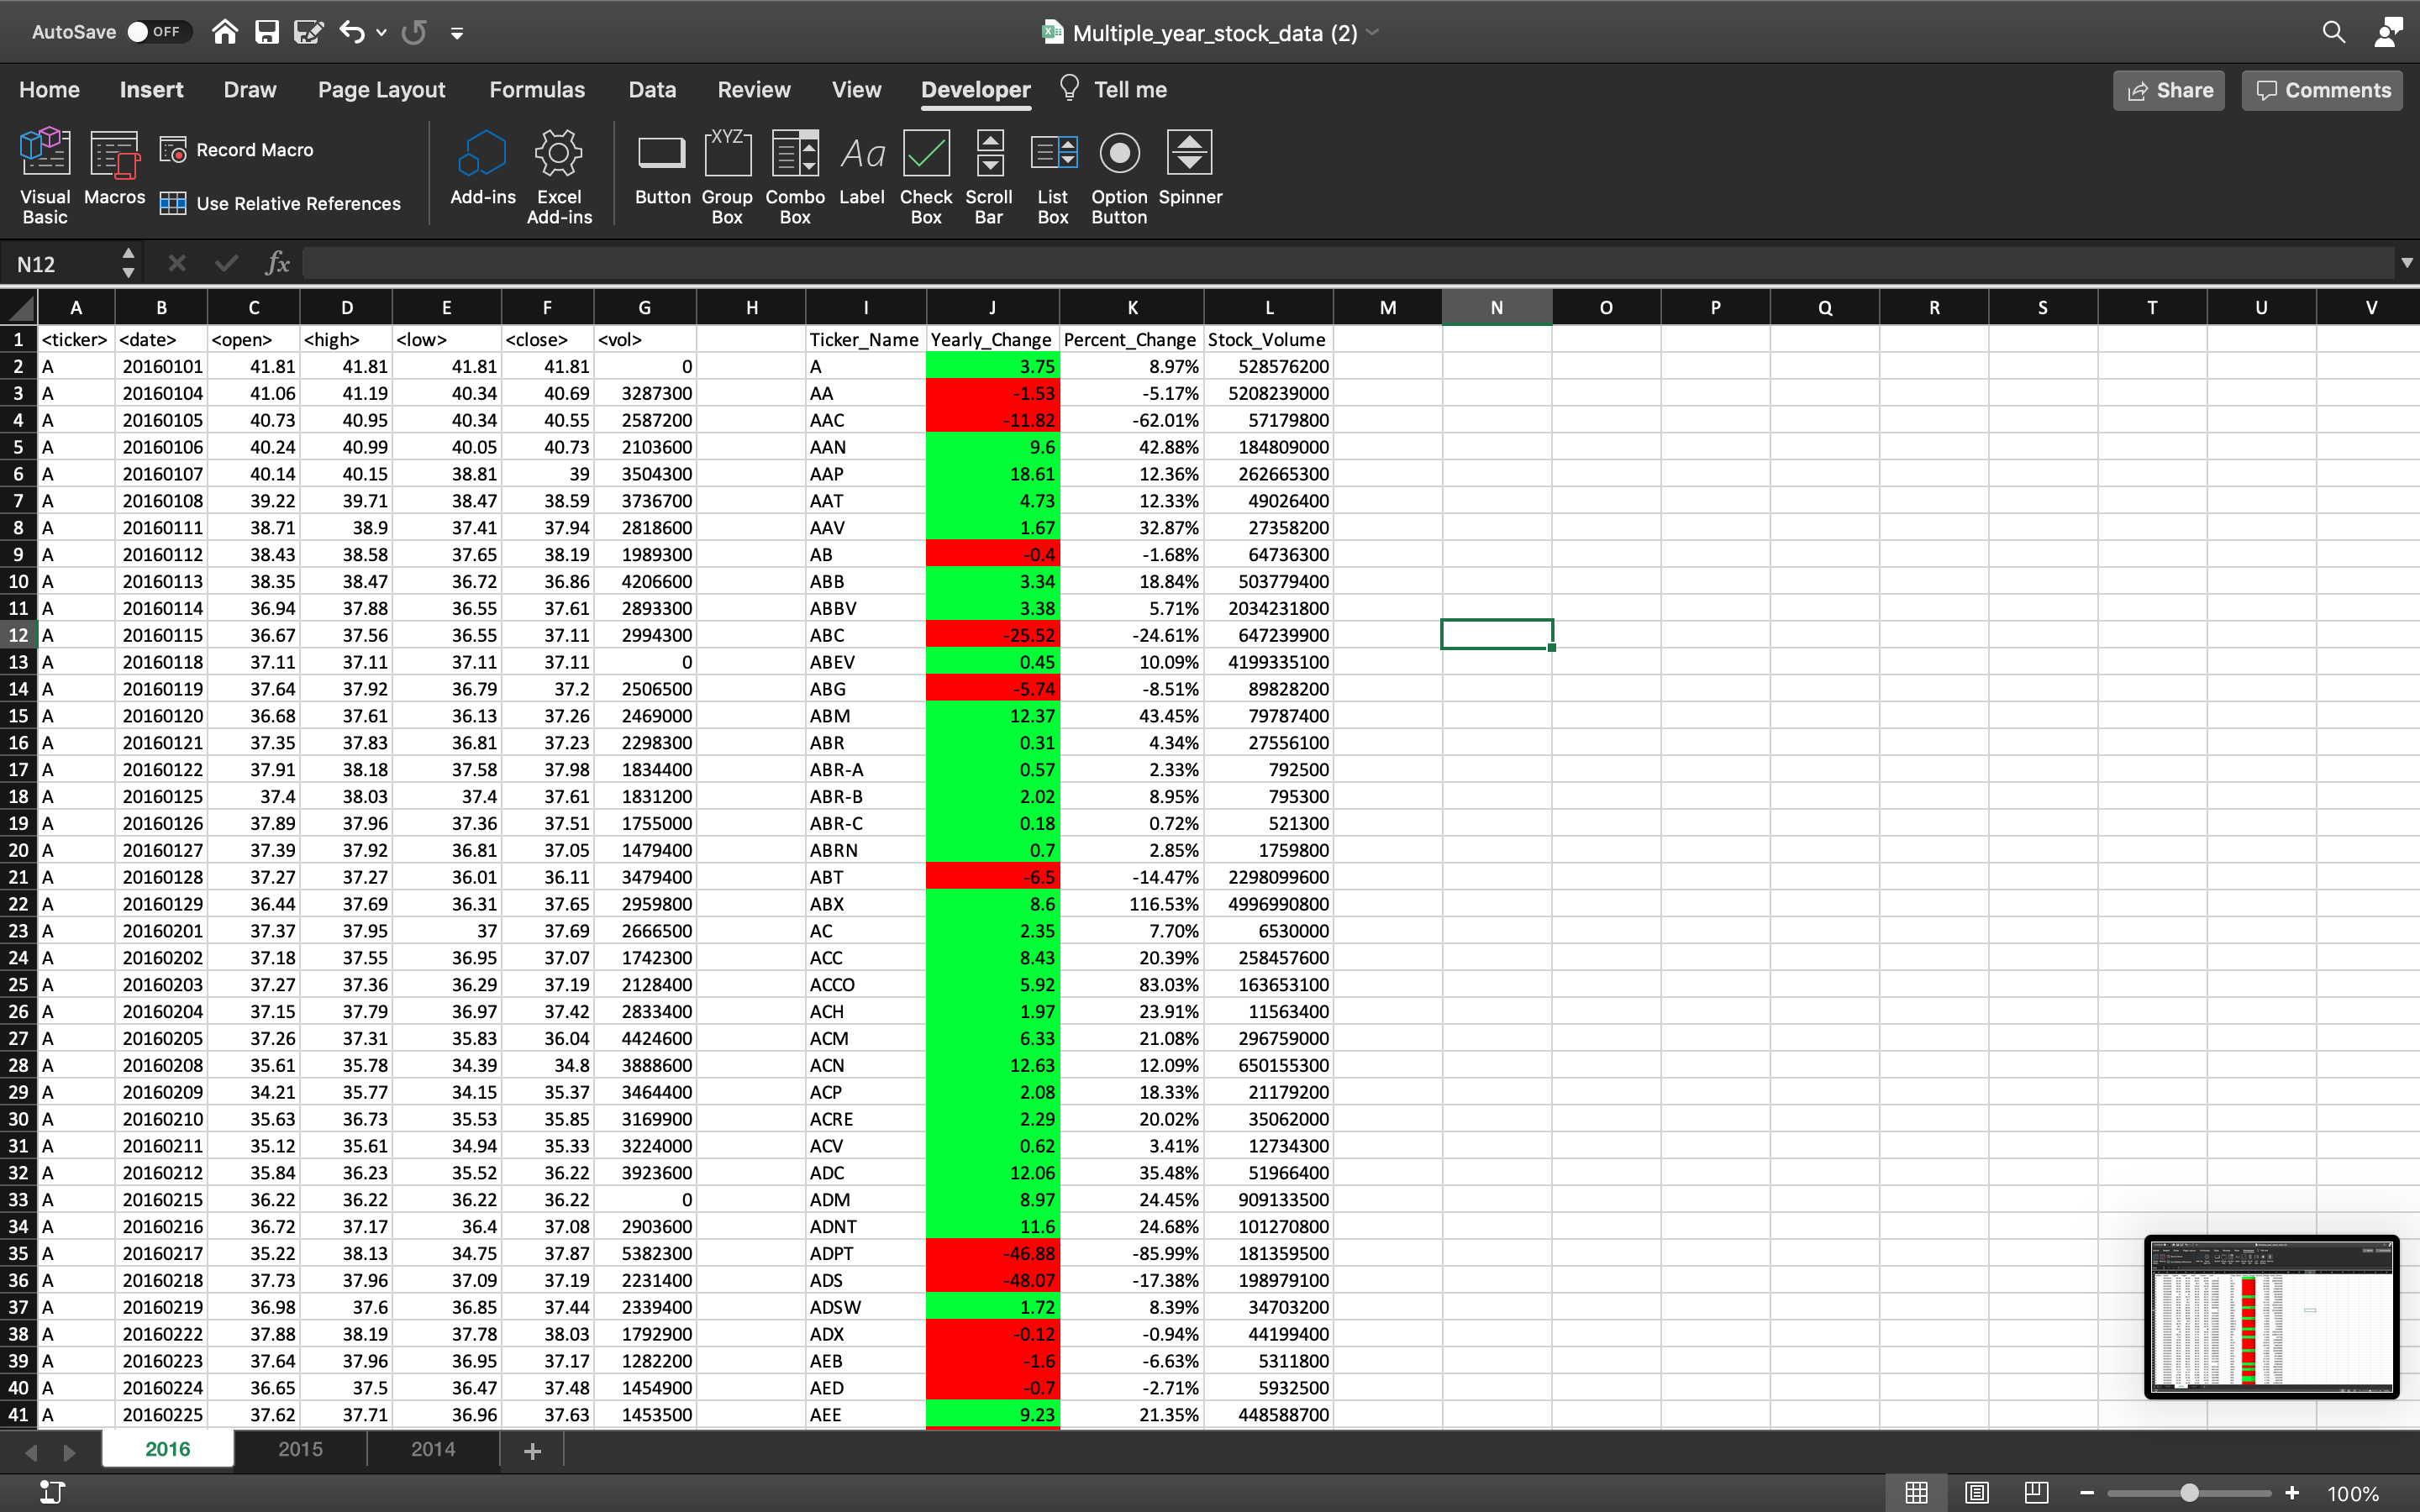 AutoSave OFF Multiple_year_stock_data (2)
Home Insert Draw Page Layout Formulas Data Review View Developer Tell me Share Comments
Visual Basic Macros Record Macro Use Relative References Add-ins Excel Add-ins Button Group Box Combo Box Label Check Box Scroll Bar List Box Option Button Spinner
XYZ Aa
N12 fx
A B C D E F G H I J K L M N O P Q R S T U V
1 <ticker> <date> <open> <high> <low> <close> <vol> Ticker_Name Yearly_Change Percent_Change Stock_Volume
2 A 20160101 41.81 41.81 41.81 41.81 0 A 3.75 8.97% 528576200
3 A 20160104 41.06 41.19 40.34 40.69 3287300 AA -1.53 -5.17% 5208239000
4 A 20160105 40.73 40.95 40.34 40.55 2587200 AAC -11.82 -62.01% 57179800
5 A 20160106 40.24 40.99 40.05 40.73 2103600 AAN 9.6 42.88% 184809000
6 A 20160107 40.14 40.15 38.81 39 3504300 AAP 18.61 12.36% 262665300
7 A 20160108 39.22 39.71 38.47 38.59 3736700 AAT 4.73 12.33% 49026400
8 A 20160111 38.71 38.9 37.41 37.94 2818600 AAV 1.67 32.87% 27358200
9 A 20160112 38.43 38.58 37.65 38.19 1989300 AB -0.4 -1.68% 64736300
10 A 20160113 38.35 38.47 36.72 36.86 4206600 ABB 3.34 18.84% 503779400
11 A 20160114 36.94 37.88 36.55 37.61 2893300 ABBV 3.38 5.71% 2034231800
12 A 20160115 36.67 37.56 36.55 37.11 2994300 ABC -25.52 -24.61% 647239900
13 A 20160118 37.11 37.11 37.11 37.11 0 ABEV 0.45 10.09% 4199335100
14 A 20160119 37.64 37.92 36.79 37.2 2506500 ABG -5.74 -8.51% 89828200
15 A 20160120 36.68 37.61 36.13 37.26 2469000 ABM 12.37 43.45% 79787400
16 A 20160121 37.35 37.83 36.81 37.23 2298300 ABR 0.31 4.34% 27556100
17 A 20160122 37.91 38.18 37.58 37.98 1834400 ABR-A 0.57 2.33% 792500
18 A 20160125 37.4 38.03 37.4 37.61 1831200 ABR-B 2.02 8.95% 795300
19 A 20160126 37.89 37.96 37.36 37.51 1755000 ABR-C 0.18 0.72% 521300
20 A 20160127 37.39 37.92 36.81 37.05 1479400 ABRN 0.7 2.85% 1759800
21 A 20160128 37.27 37.27 36.01 36.11 3479400 ABT -6.5 -14.47% 2298099600
22 A 20160129 36.44 37.69 36.31 37.65 2959800 ABX 8.6 116.53% 4996990800
23 A 20160201 37.37 37.95 37 37.69 2666500 AC 2.35 7.70% 6530000
24 A 20160202 37.18 37.55 36.95 37.07 1742300 ACC 8.43 20.39% 258457600
25 A 20160203 37.27 37.36 36.29 37.19 2128400 ACCO 5.92 83.03% 163653100
26 A 20160204 37.15 37.79 36.97 37.42 2833400 ACH 1.97 23.91% 11563400
27 A 20160205 37.26 37.31 35.83 36.04 4424600 ACM 6.33 21.08% 296759000
28 A 20160208 35.61 35.78 34.39 34.8 3888600 ACN 12.63 12.09% 650155300
29 A 20160209 34.21 35.77 34.15 35.37 3464400 ACP 2.08 18.33% 21179200
30 A 20160210 35.63 36.73 35.53 35.85 3169900 ACRE 2.29 20.02% 35062000
31 A 20160211 35.12 35.61 34.94 35.33 3224000 ACV 0.62 3.41% 12734300
32 A 20160212 35.84 36.23 35.52 36.22 3923600 ADC 12.06 35.48% 51966400
33 A 20160215 36.22 36.22 36.22 36.22 0 ADM 8.97 24.45% 909133500
34 A 20160216 36.72 37.17 36.4 37.08 2903600 ADNT 11.6 24.68% 101270800
35 A 20160217 35.22 38.13 34.75 37.87 5382300 ADPT -46.88 -85.99% 181359500
36 A 20160218 37.73 37.96 37.09 37.19 2231400 ADS -48.07 -17.38% 198979100
37 A 20160219 36.98 37.6 36.85 37.44 2339400 ADSW 1.72 8.39% 34703200
38 A 20160222 37.88 38.19 37.78 38.03 1792900 ADX -0.12 -0.94% 44199400
39 A 20160223 37.64 37.96 36.95 37.17 1282200 AEB -1.6 -6.63% 5311800
40 A 20160224 36.65 37.5 36.47 37.48 1454900 AED -0.7 -2.71% 5932500
41 A 20160225 37.62 37.71 36.96 37.63 1453500 AEE 9.23 21.35% 448588700
2016 2015 2014 +
100%